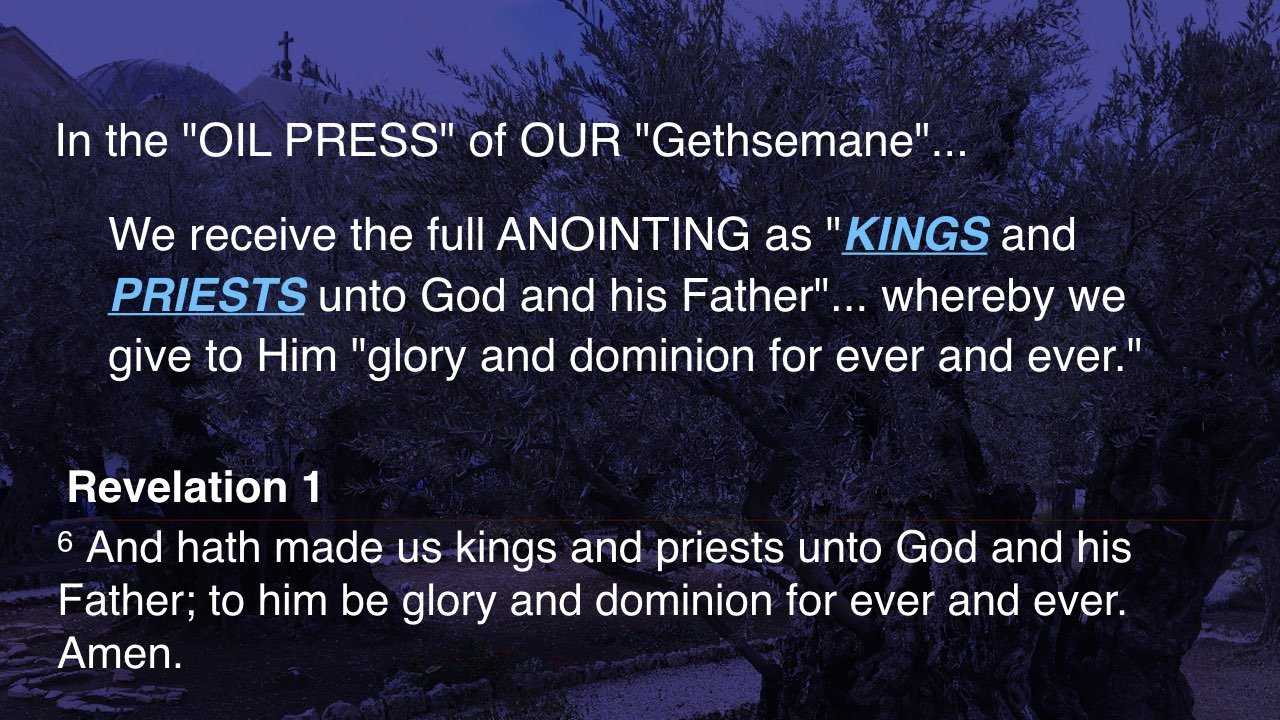 In the "OIL PRESS" of OUR "Gethsemane"...
We receive the full ANOINTING as "KINGS and
PRIESTS unto God and his Father"... whereby we
give to Him "glory and dominion for ever and ever."
Revelation 1
6 And hath made us kings and priests unto God and his
Father; to him be glory and dominion for ever and ever.
Amen.